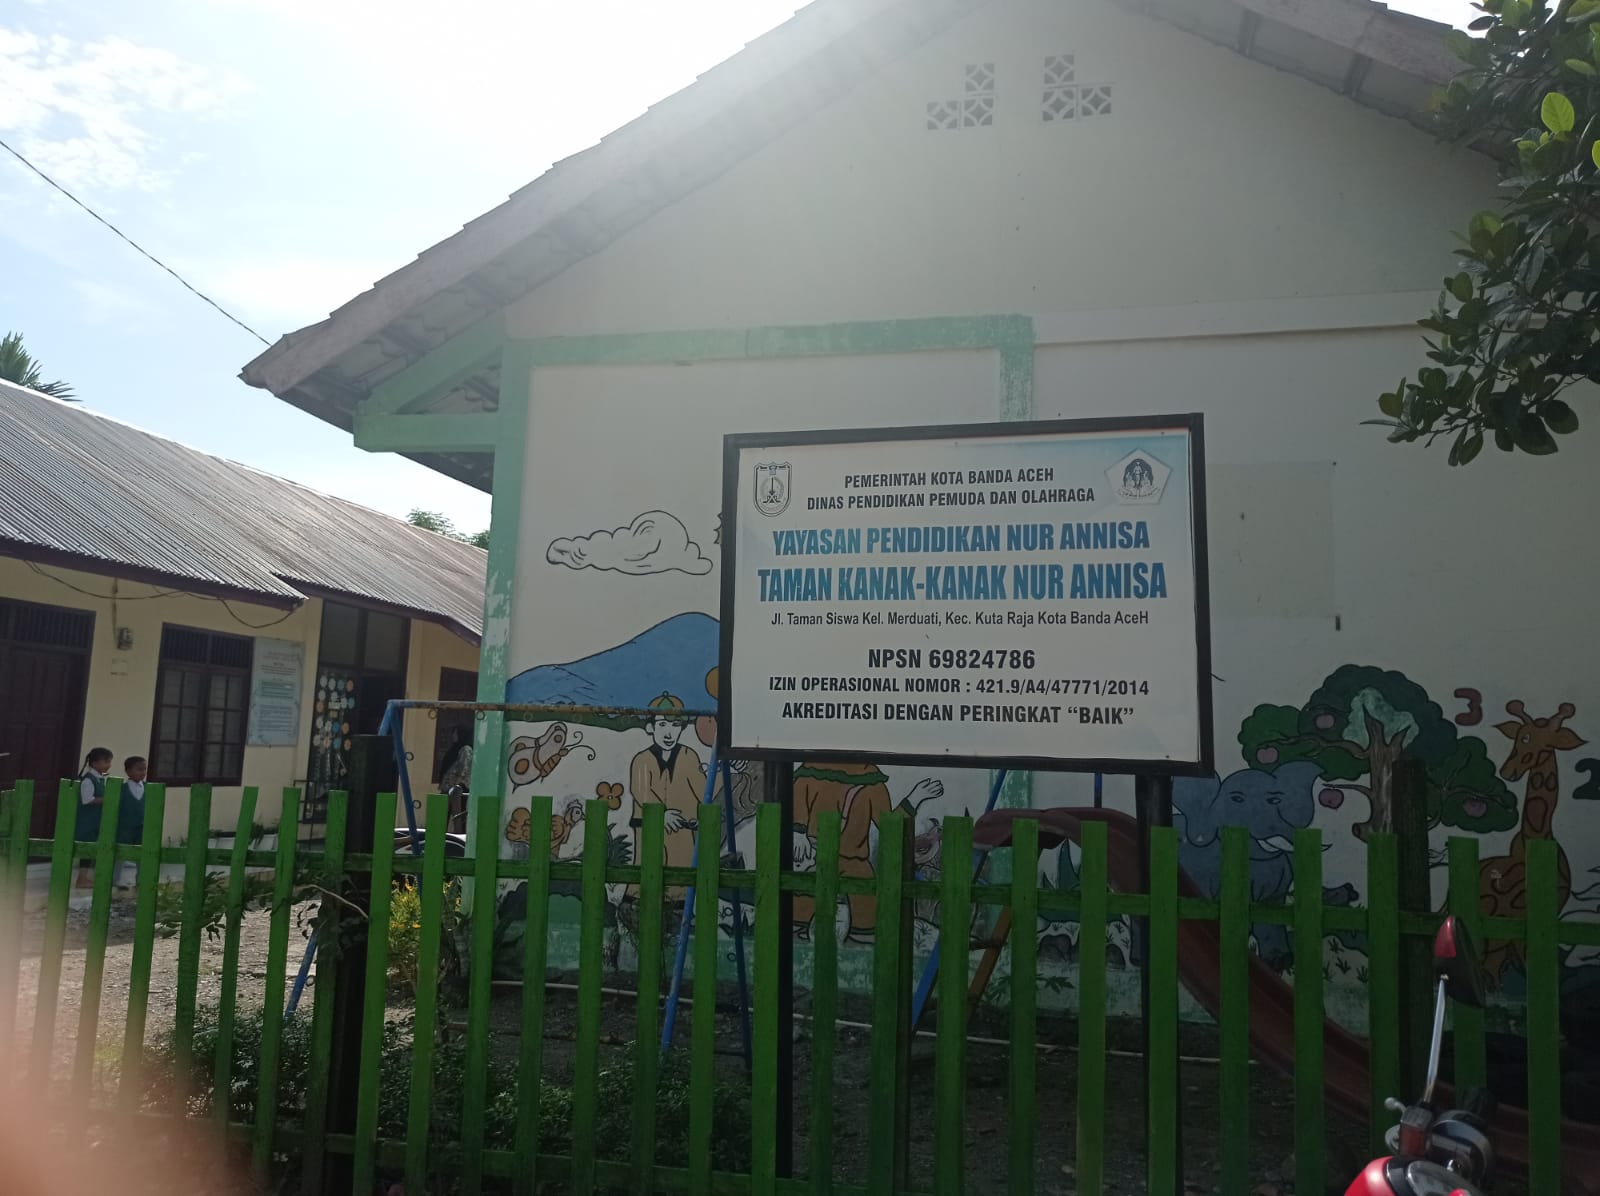 PEMERINTAH KOTA BANDA ACEH
DINAS PENDIDIKAN PEMUDA DAN OLAHRAGA
YAYASAN PENDIDIKAN NUR ANNISA
TAMAN KANAK-KANAK NUR ANNISA
Jl. Taman Siswa Kel. Merduati, Kec. Kuta Raja Kota Banda AceH
NPSN 69824786
IZIN OPERASIONAL NOMOR : 421.9/A4/47771/2014
AKREDITASI DENGAN PERINGKAT “BAIK”
3
2